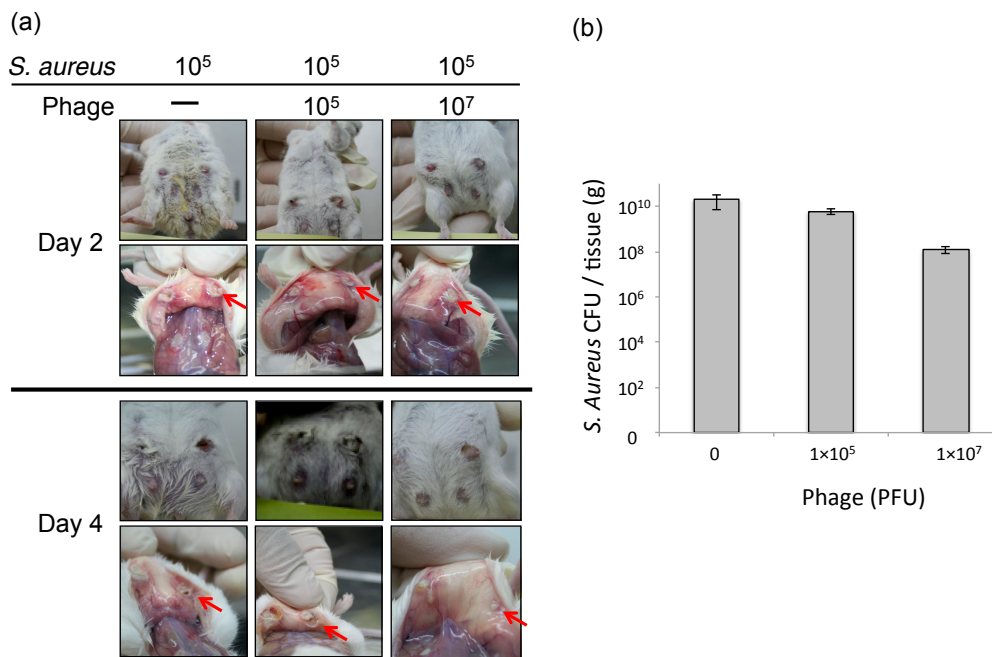 (a)
S. aureus 10⁵ 10⁵ 10⁵
Phage — 10⁵ 10⁷
Day 2
Day 4
(b)
S. Aureus CFU / tissue (g)
10¹⁰
10⁸
10⁶
10⁴
10²
0
0 1×10⁵ 1×10⁷
Phage (PFU)